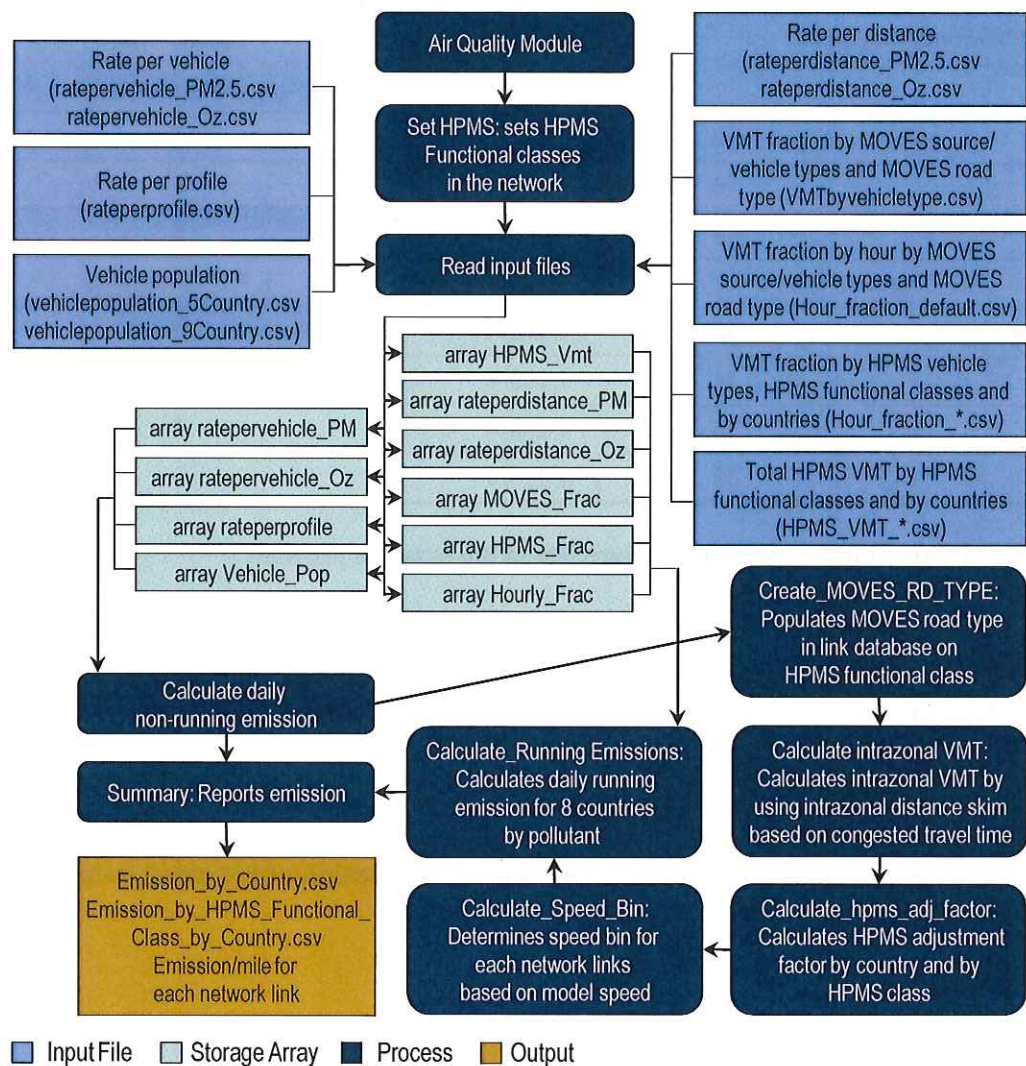 Air Quality Module
Set HPMS: sets HPMS
Functional classes
in the network
Read input files
Rate per vehicle
(ratepervehicle_PM2.5.csv
ratepervehicle_Oz.csv)
Rate per profile
(rateperprofile.csv)
Vehicle population
(vehiclepopulation_5Country.csv
vehiclepopulation_9Country.csv)
Rate per distance
(rateperdistance_PM2.5.csv
rateperdistance_Oz.csv)
VMT fraction by MOVES source/
vehicle types and MOVES road
type (VMTbyvehicletype.csv)
VMT fraction by hour by MOVES
source/vehicle types and MOVES
road type (Hour_fraction_default.csv)
VMT fraction by HPMS vehicle
types, HPMS functional classes and
by countries (Hour_fraction_*.csv)
Total HPMS VMT by HPMS
functional classes and by countries
(HPMS_VMT_*.csv)
array HPMS_Vmt
array rateperdistance_PM
array rateperdistance_Oz
array MOVES_Frac
array HPMS_Frac
array Hourly_Frac
array ratepervehicle_PM
array ratepervehicle_Oz
array rateperprofile
array Vehicle_Pop
Calculate daily
non-running emission
Summary: Reports emission
Emission_by_Country.csv
Emission_by_HPMS_Functional_
Class_by_Country.csv
Emission/mile for
each network link
Create_MOVES_RD_TYPE:
Populates MOVES road type
in link database on
HPMS functional class
Calculate intrazonal VMT:
Calculates intrazonal VMT by
using intrazonal distance skim
based on congested travel time
Calculate_hpms_adj_factor:
Calculates HPMS adjustment
factor by country and by
HPMS class
Calculate_Speed_Bin:
Determines speed bin for
each network links
based on model speed
Calculate_Running Emissions:
Calculates daily running
emission for 8 countries
by pollutant
Input File
Storage Array
Process
Output